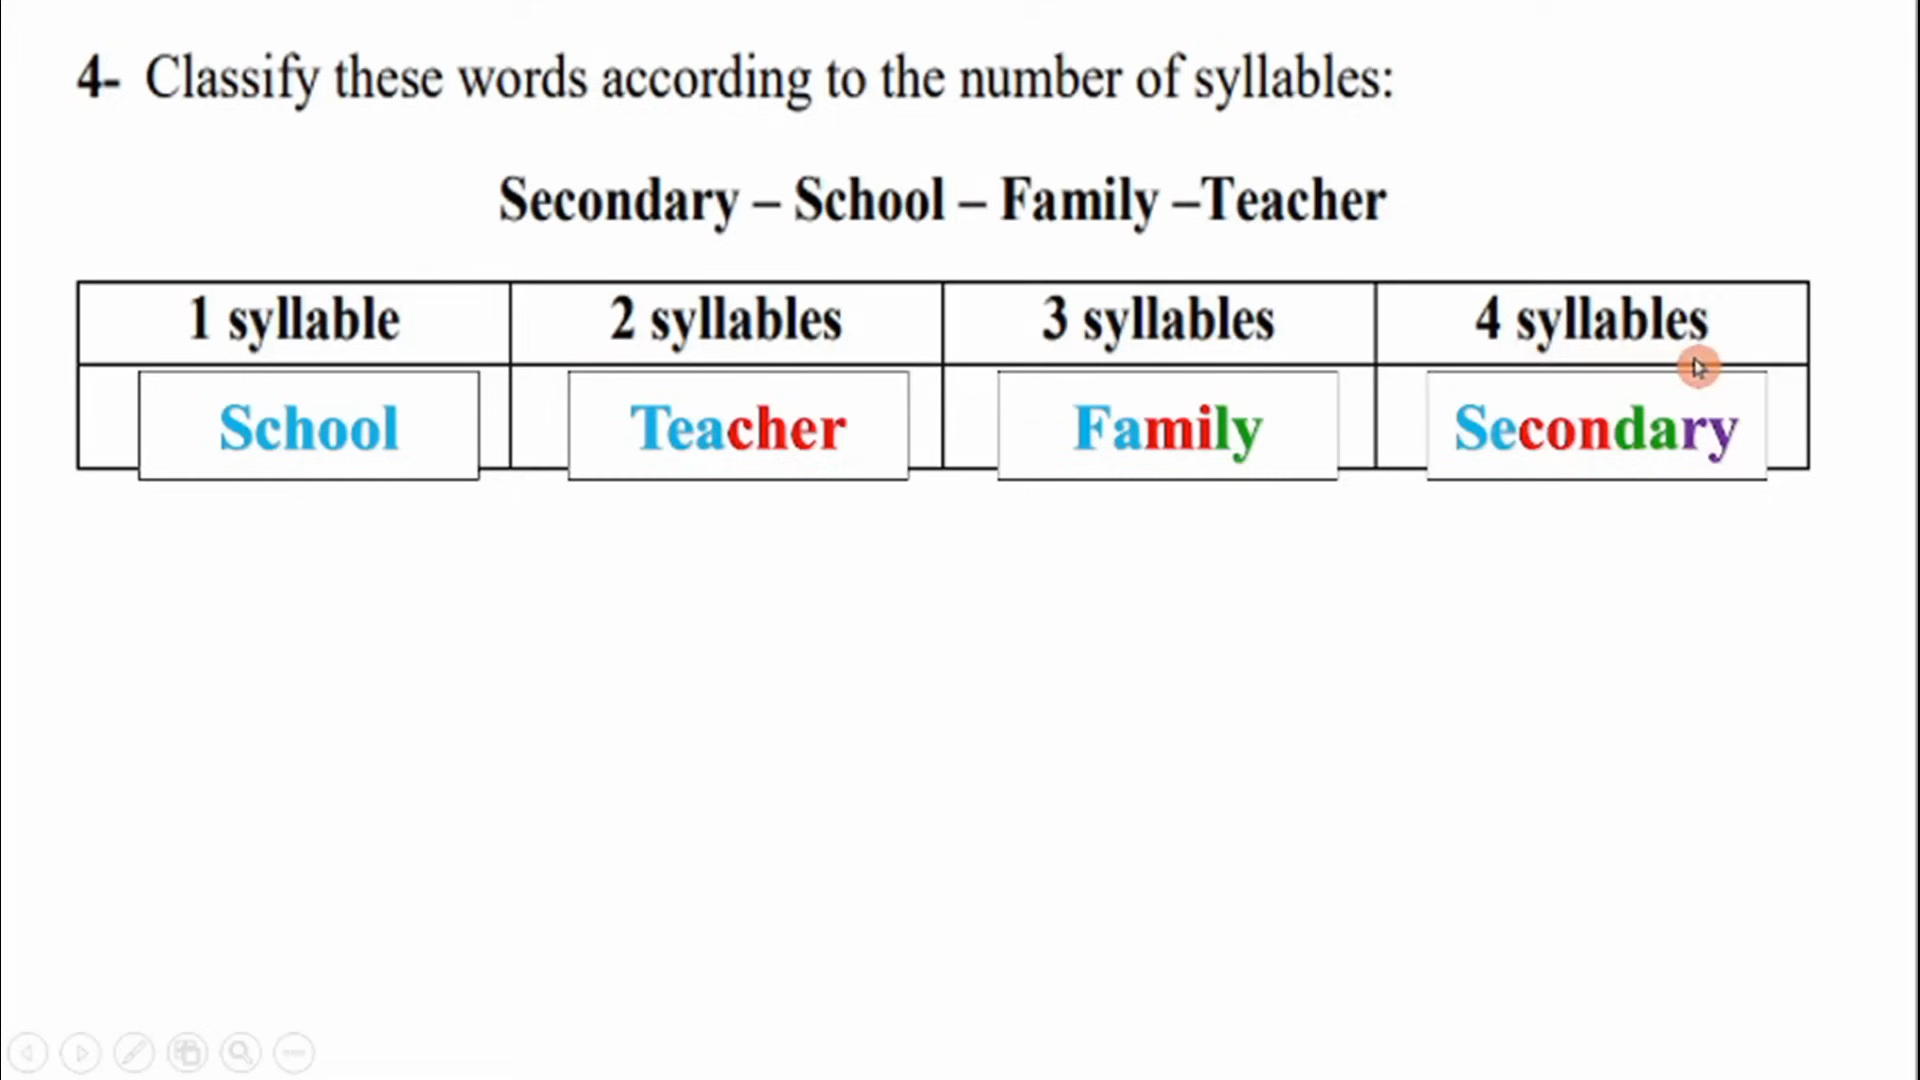 4- Classify these words according to the number of syllables:
Secondary – School – Family –Teacher
1 syllable 2 syllables 3 syllables 4 syllables
School Teacher Family Secondary